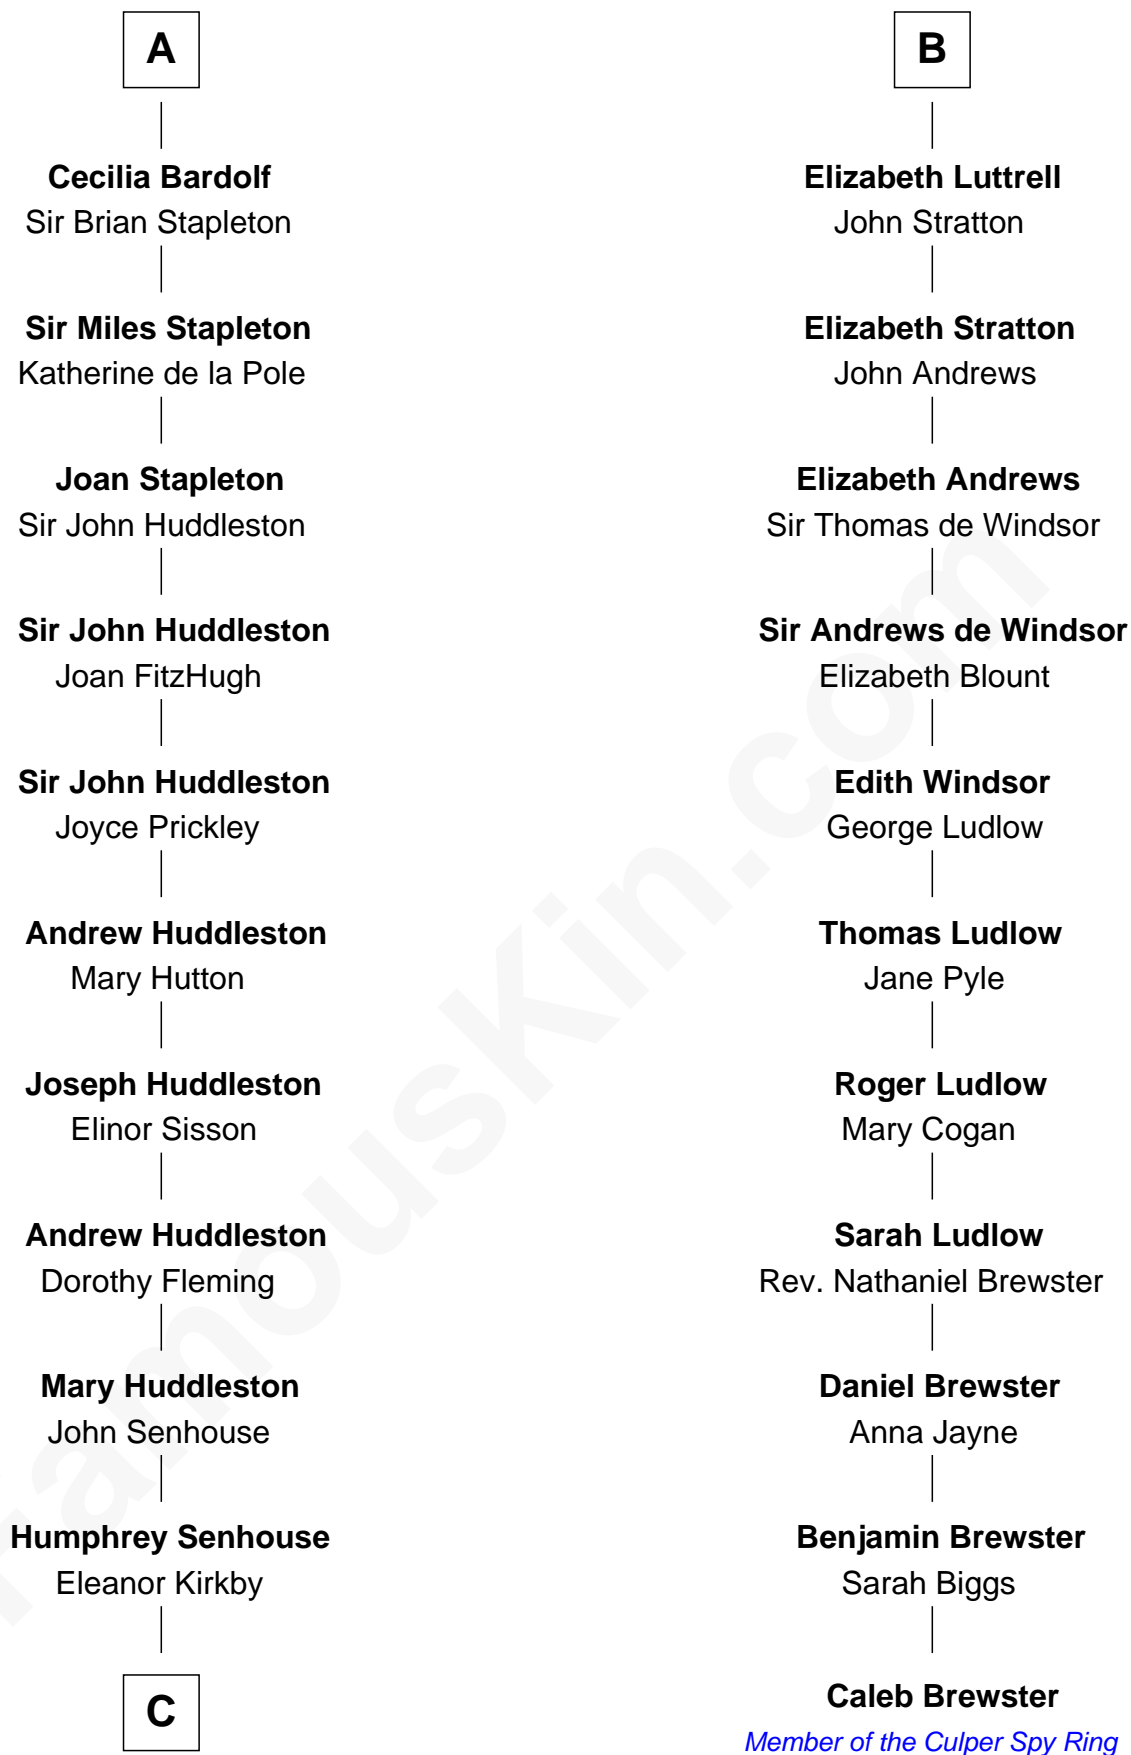 A
Cecilia Bardolf
Sir Brian Stapleton
Sir Miles Stapleton
Katherine de la Pole
Joan Stapleton
Sir John Huddleston
Sir John Huddleston
Joan FitzHugh
Sir John Huddleston
Joyce Prickley
Andrew Huddleston
Mary Hutton
Joseph Huddleston
Elinor Sisson
Andrew Huddleston
Dorothy Fleming
Mary Huddleston
John Senhouse
Humphrey Senhouse
Eleanor Kirkby
C
B
Elizabeth Luttrell
John Stratton
Elizabeth Stratton
John Andrews
Elizabeth Andrews
Sir Thomas de Windsor
Sir Andrews de Windsor
Elizabeth Blount
Edith Windsor
George Ludlow
Thomas Ludlow
Jane Pyle
Roger Ludlow
Mary Cogan
Sarah Ludlow
Rev. Nathaniel Brewster
Daniel Brewster
Anna Jayne
Benjamin Brewster
Sarah Biggs
Caleb Brewster
Member of the Culper Spy Ring
FamousKin.com